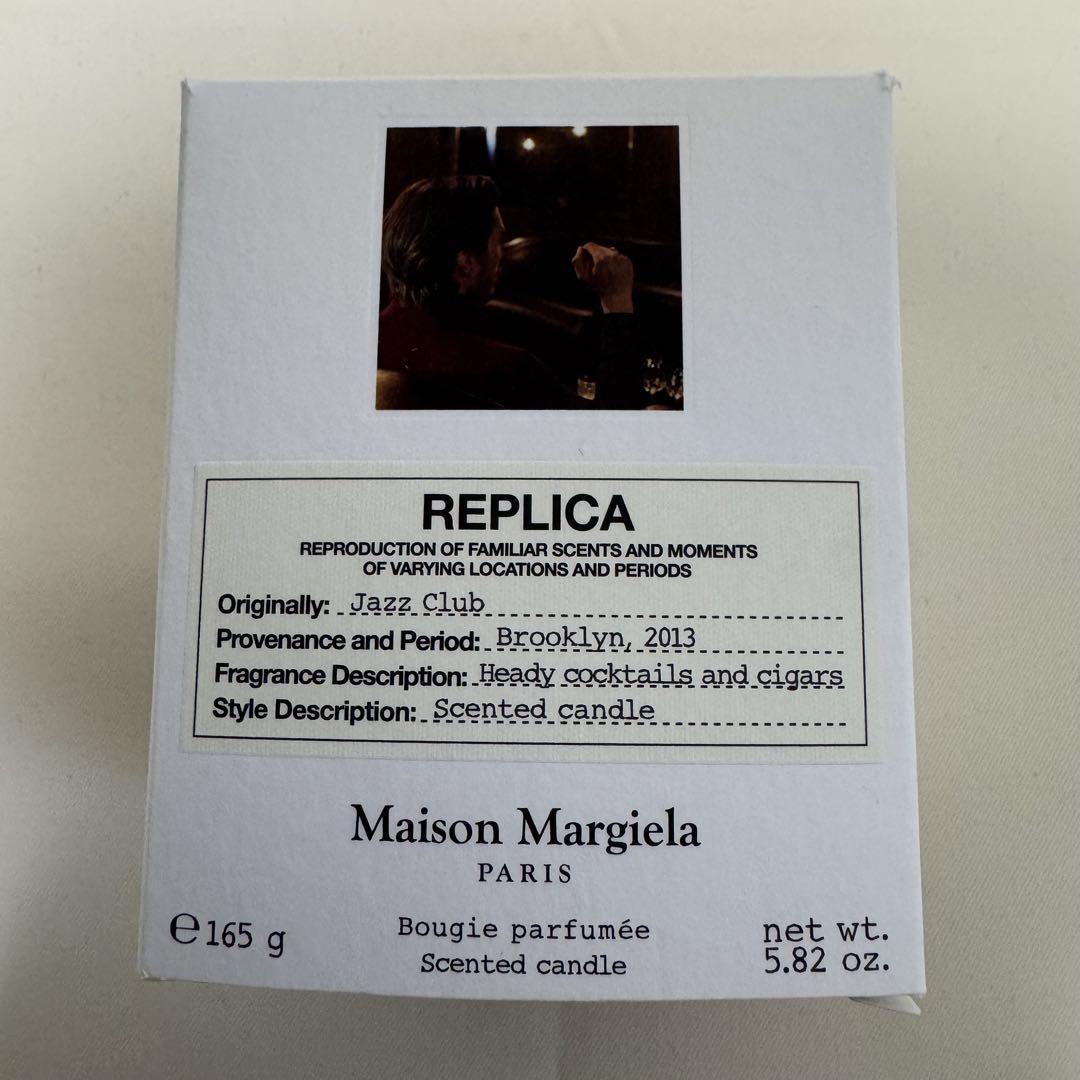 REPLICA
REPRODUCTION OF FAMILIAR SCENTS AND MOMENTS
OF VARYING LOCATIONS AND PERIODS
Originally: Jazz Club
Provenance and Period: Brooklyn, 2013
Fragrance Description: Heady cocktails and cigars
Style Description: Scented candle
Maison Margiela
PARIS
℮165 g
Bougie parfumée
Scented candle
net wt.
5.82 oz.